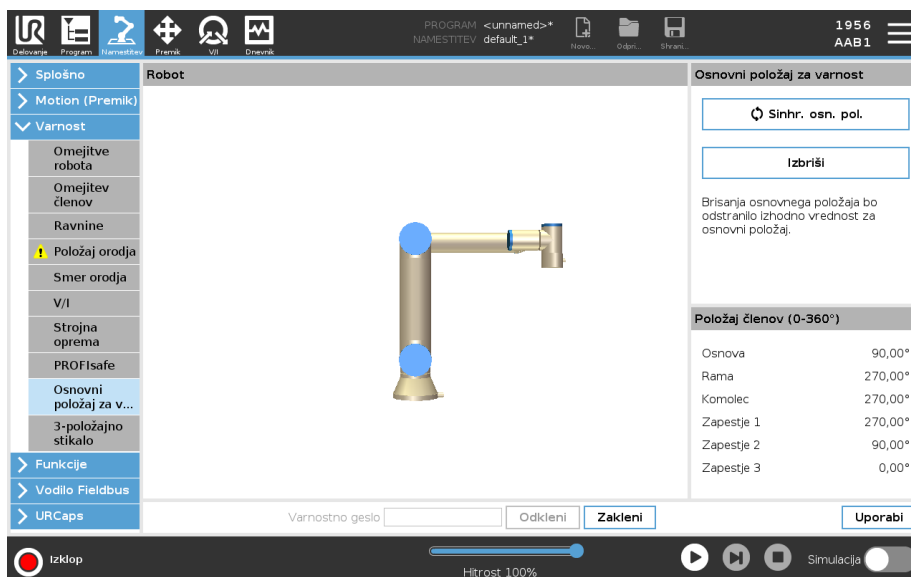 UR
PROGRAM <unnamed>*
NAMESTITEV default_1*
1956
AAB1
Delovanje Program Namestitev Premik V/I Dnevnik Novo... Odpri... Shrani...
Splošno
Motion (Premik)
Varnost
Omejitve
robota
Omejitev
členov
Ravnine
Položaj orodja
Smer orodja
V/I
Strojna
oprema
PROFIsafe
Osnovni
položaj za v...
3-položajno
stikalo
Funkcije
Vodilo Fieldbus
URCaps
Robot
Osnovni položaj za varnost
Sinhr. osn. pol.
Izbriši
Brisanja osnovnega položaja bo
odstranilo izhodno vrednost za
osnovni položaj.
Položaj členov (0-360°)
Osnova 90,00°
Rama 270,00°
Komolec 270,00°
Zapestje 1 270,00°
Zapestje 2 90,00°
Zapestje 3 0,00°
Varnostno geslo Odkleni Zakleni Uporabi
Izklop
Hitrost 100%
Simulacija